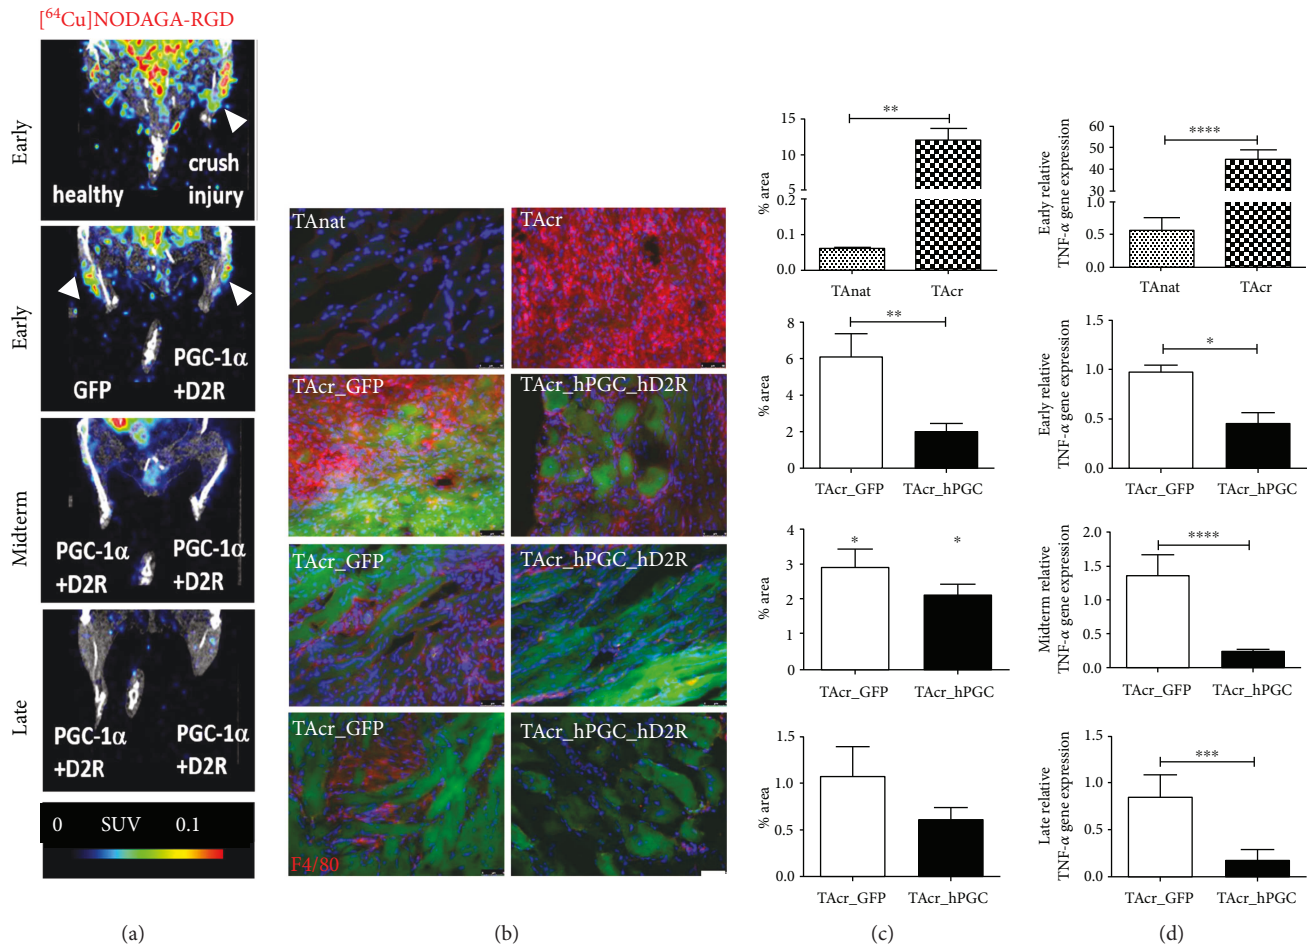 [⁶⁴Cu]NODAGA-RGD
Early
healthy
crush
injury
Early
GFP
PGC-1α
+D2R
Midterm
PGC-1α
+D2R
PGC-1α
+D2R
Late
PGC-1α
+D2R
PGC-1α
+D2R
0 SUV 0.1
(a)
TAnat
TAcr
TAcr_GFP
TAcr_hPGC_hD2R
TAcr_GFP
TAcr_hPGC_hD2R
TAcr_GFP
TAcr_hPGC_hD2R
F4/80
(b)
% area
15
10
5
0.2
0.1
0.0
**
TAnat
TAcr
% area
8
6
4
2
0
**
TAcr_GFP
TAcr_hPGC
% area
4
3
2
1
0
*
*
TAcr_GFP
TAcr_hPGC
% area
1.5
1.0
0.5
0.0
TAcr_GFP
TAcr_hPGC
(c)
Early relative
TNF-α gene expression
60
45
30
1.0
0.5
0.0
****
TAnat
TAcr
Early relative
TNF-α gene expression
1.5
1.0
0.5
0.0
*
TAcr_GFP
TAcr_hPGC
Midterm relative
TNF-α gene expression
2.0
1.5
1.0
0.5
0.0
****
TAcr_GFP
TAcr_hPGC
Late relative
TNF-α gene expression
1.5
1.0
0.5
0.0
***
TAcr_GFP
TAcr_hPGC
(d)